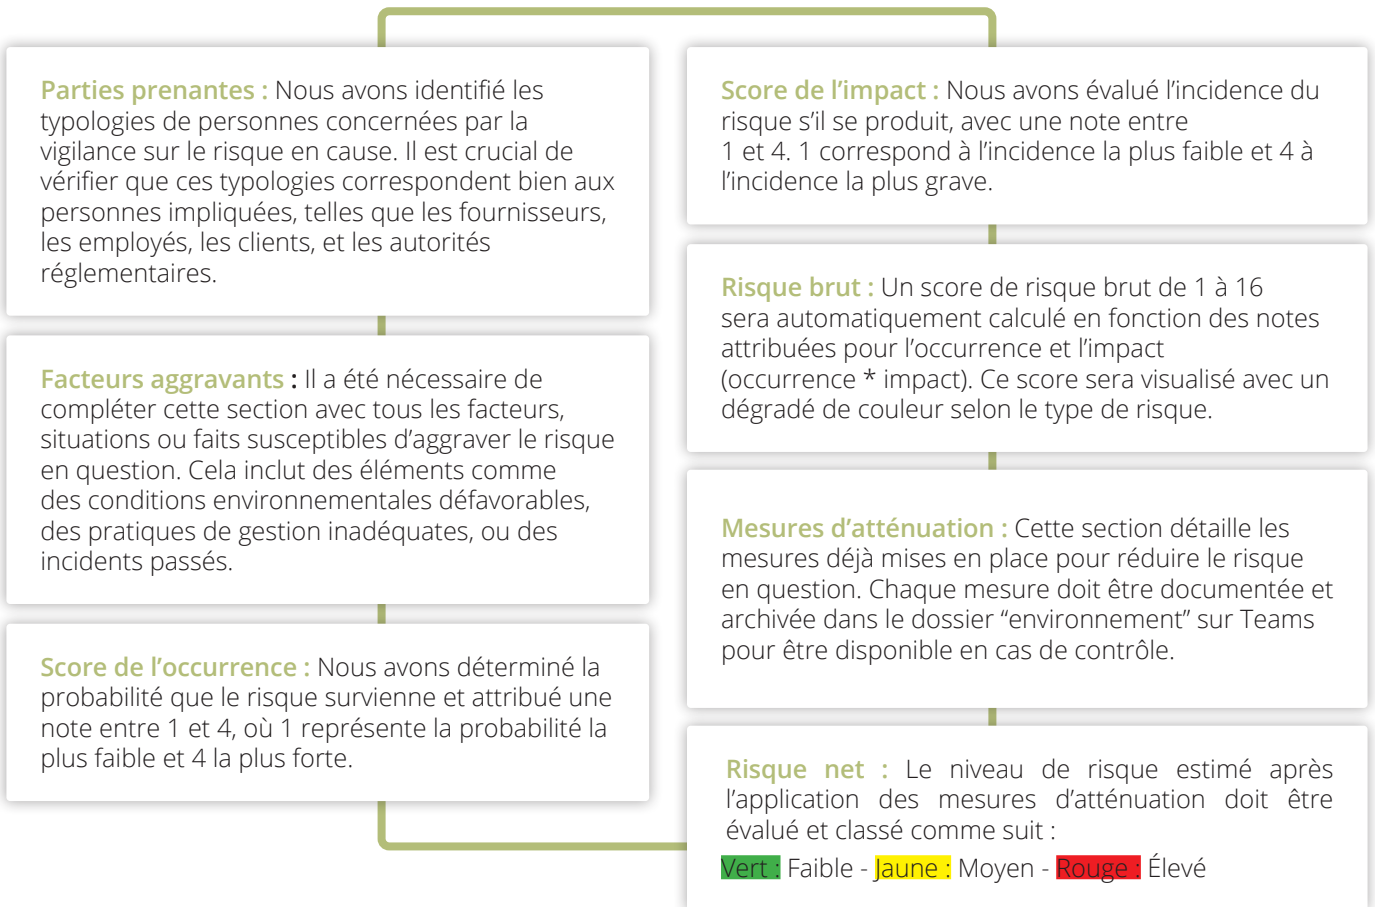 Parties prenantes : Nous avons identifié les
typologies de personnes concernées par la
vigilance sur le risque en cause. Il est crucial de
vérifier que ces typologies correspondent bien aux
personnes impliquées, telles que les fournisseurs,
les employés, les clients, et les autorités
réglementaires.
Facteurs aggravants : Il a été nécessaire de
compléter cette section avec tous les facteurs,
situations ou faits susceptibles d’aggraver le risque
en question. Cela inclut des éléments comme
des conditions environnementales défavorables,
des pratiques de gestion inadéquates, ou des
incidents passés.
Score de l’occurrence : Nous avons déterminé la
probabilité que le risque survienne et attribué une
note entre 1 et 4, où 1 représente la probabilité la
plus faible et 4 la plus forte.
Score de l’impact : Nous avons évalué l’incidence du
risque s’il se produit, avec une note entre
1 et 4. 1 correspond à l’incidence la plus faible et 4 à
l’incidence la plus grave.
Risque brut : Un score de risque brut de 1 à 16
sera automatiquement calculé en fonction des notes
attribuées pour l’occurrence et l’impact
(occurrence * impact). Ce score sera visualisé avec un
dégradé de couleur selon le type de risque.
Mesures d’atténuation : Cette section détaille les
mesures déjà mises en place pour réduire le risque
en question. Chaque mesure doit être documentée et
archivée dans le dossier “environnement” sur Teams
pour être disponible en cas de contrôle.
Risque net : Le niveau de risque estimé après
l’application des mesures d’atténuation doit être
évalué et classé comme suit :
Vert : Faible - Jaune : Moyen - Rouge : Élevé